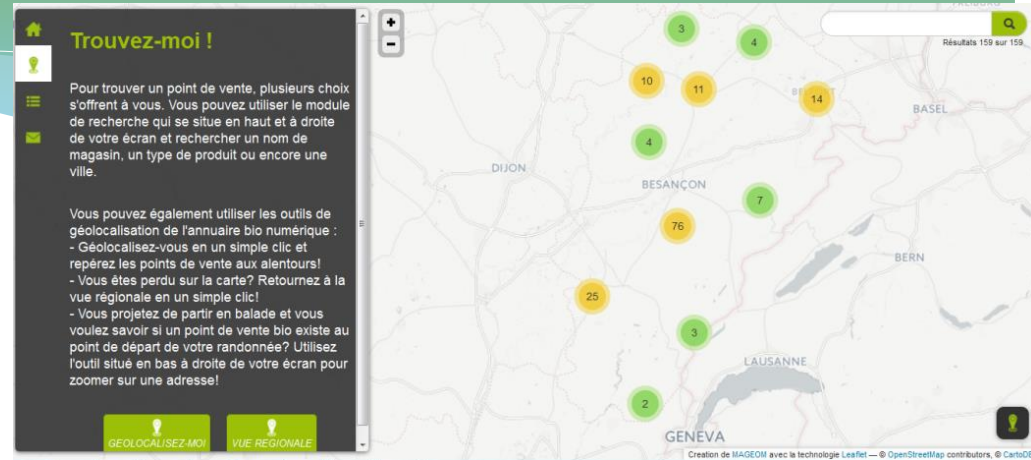 Trouvez-moi !
Pour trouver un point de vente, plusieurs choix
s'offrent à vous. Vous pouvez utiliser le module
de recherche qui se situe en haut et à droite
de votre écran et rechercher un nom de
magasin, un type de produit ou encore une
ville.
Vous pouvez également utiliser les outils de
géolocalisation de l'annuaire bio numérique :
- Géolocalisez-vous en un simple clic et
repérez les points de vente aux alentours!
- Vous êtes perdu sur la carte? Retournez à la
vue régionale en un simple clic!
- Vous projetez de partir en balade et vous
voulez savoir si un point de vente bio existe au
point de départ de votre randonnée? Utilisez
l'outil situé en bas à droite de votre écran pour
zoomer sur une adresse!
GEOLOCALISEZ-MOI
VUE REGIONALE
+
-
Résultats 159 sur 159
3
4
10
11
14
BASEL
4
DIJON
BESANÇON
7
76
BERN
25
3
LAUSANNE
2
GENEVA
Creation de MAGEOM avec la technologie Leaflet — © OpenStreetMap contributors, © CartoDB